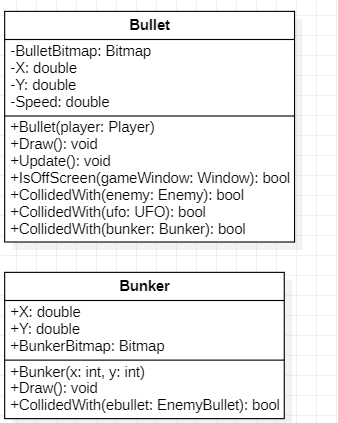 Bullet
-BulletBitmap: Bitmap
-X: double
-Y: double
-Speed: double
+Bullet(player: Player)
+Draw(): void
+Update(): void
+IsOffScreen(gameWindow: Window): bool
+CollidedWith(enemy: Enemy): bool
+CollidedWith(ufo: UFO): bool
+CollidedWith(bunker: Bunker): bool
Bunker
+X: double
+Y: double
+BunkerBitmap: Bitmap
+Bunker(x: int, y: int)
+Draw(): void
+CollidedWith(ebullet: EnemyBullet): bool